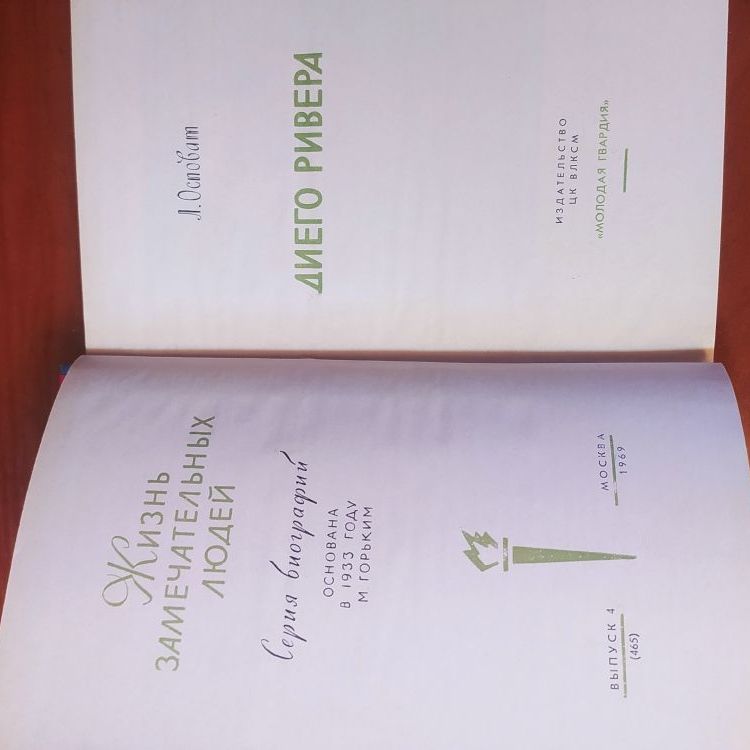 Жизнь
ЗАМЕЧАТЕЛЬНЫХ
ЛЮДЕЙ
Серия биографий
ОСНОВАНА
В 1933 ГОДУ
М ГОРЬКИМ
ВЫПУСК 4
(465)
МОСКВА
1969
Л. Осповат
ДИЕГО РИВЕРА
ИЗДАТЕЛЬСТВО
ЦК ВЛКСМ
«МОЛОДАЯ ГВАРДИЯ»